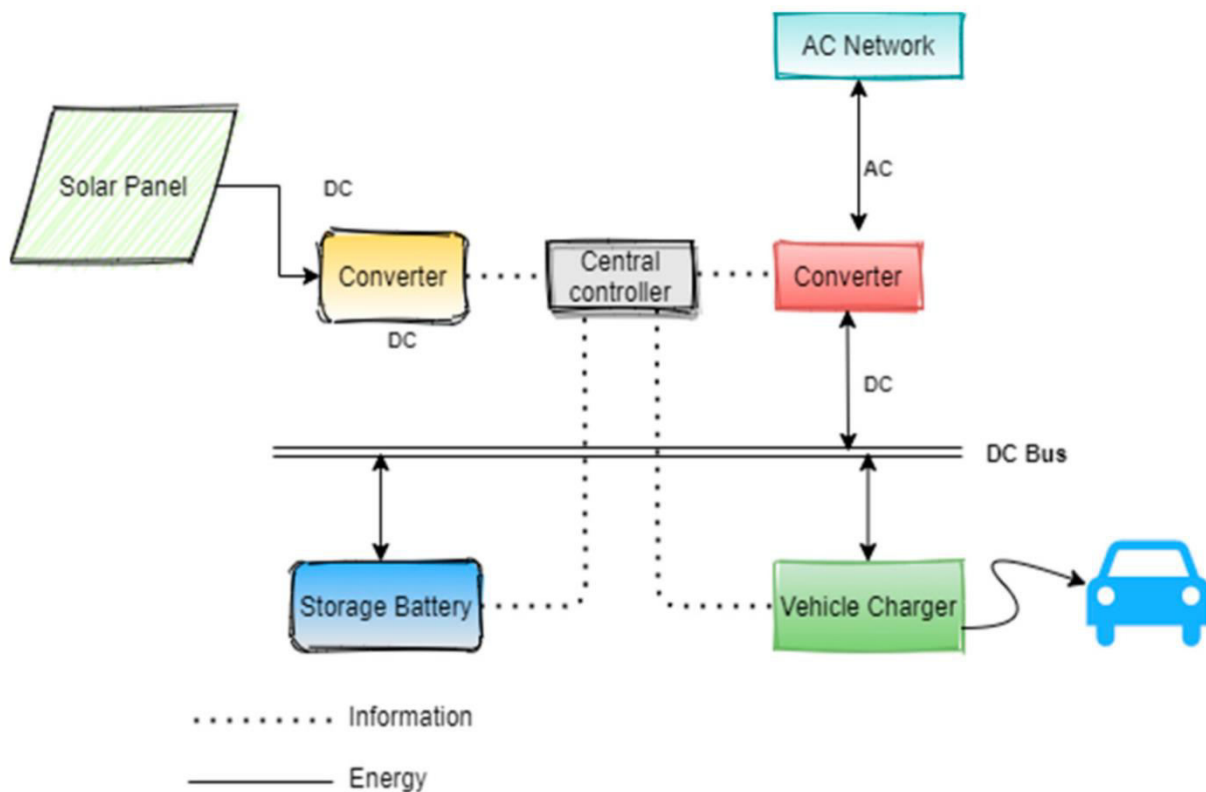 AC Network
Solar Panel
DC
AC
Converter
Central
controller
Converter
DC
DC
DC Bus
Storage Battery
Vehicle Charger
Information
Energy